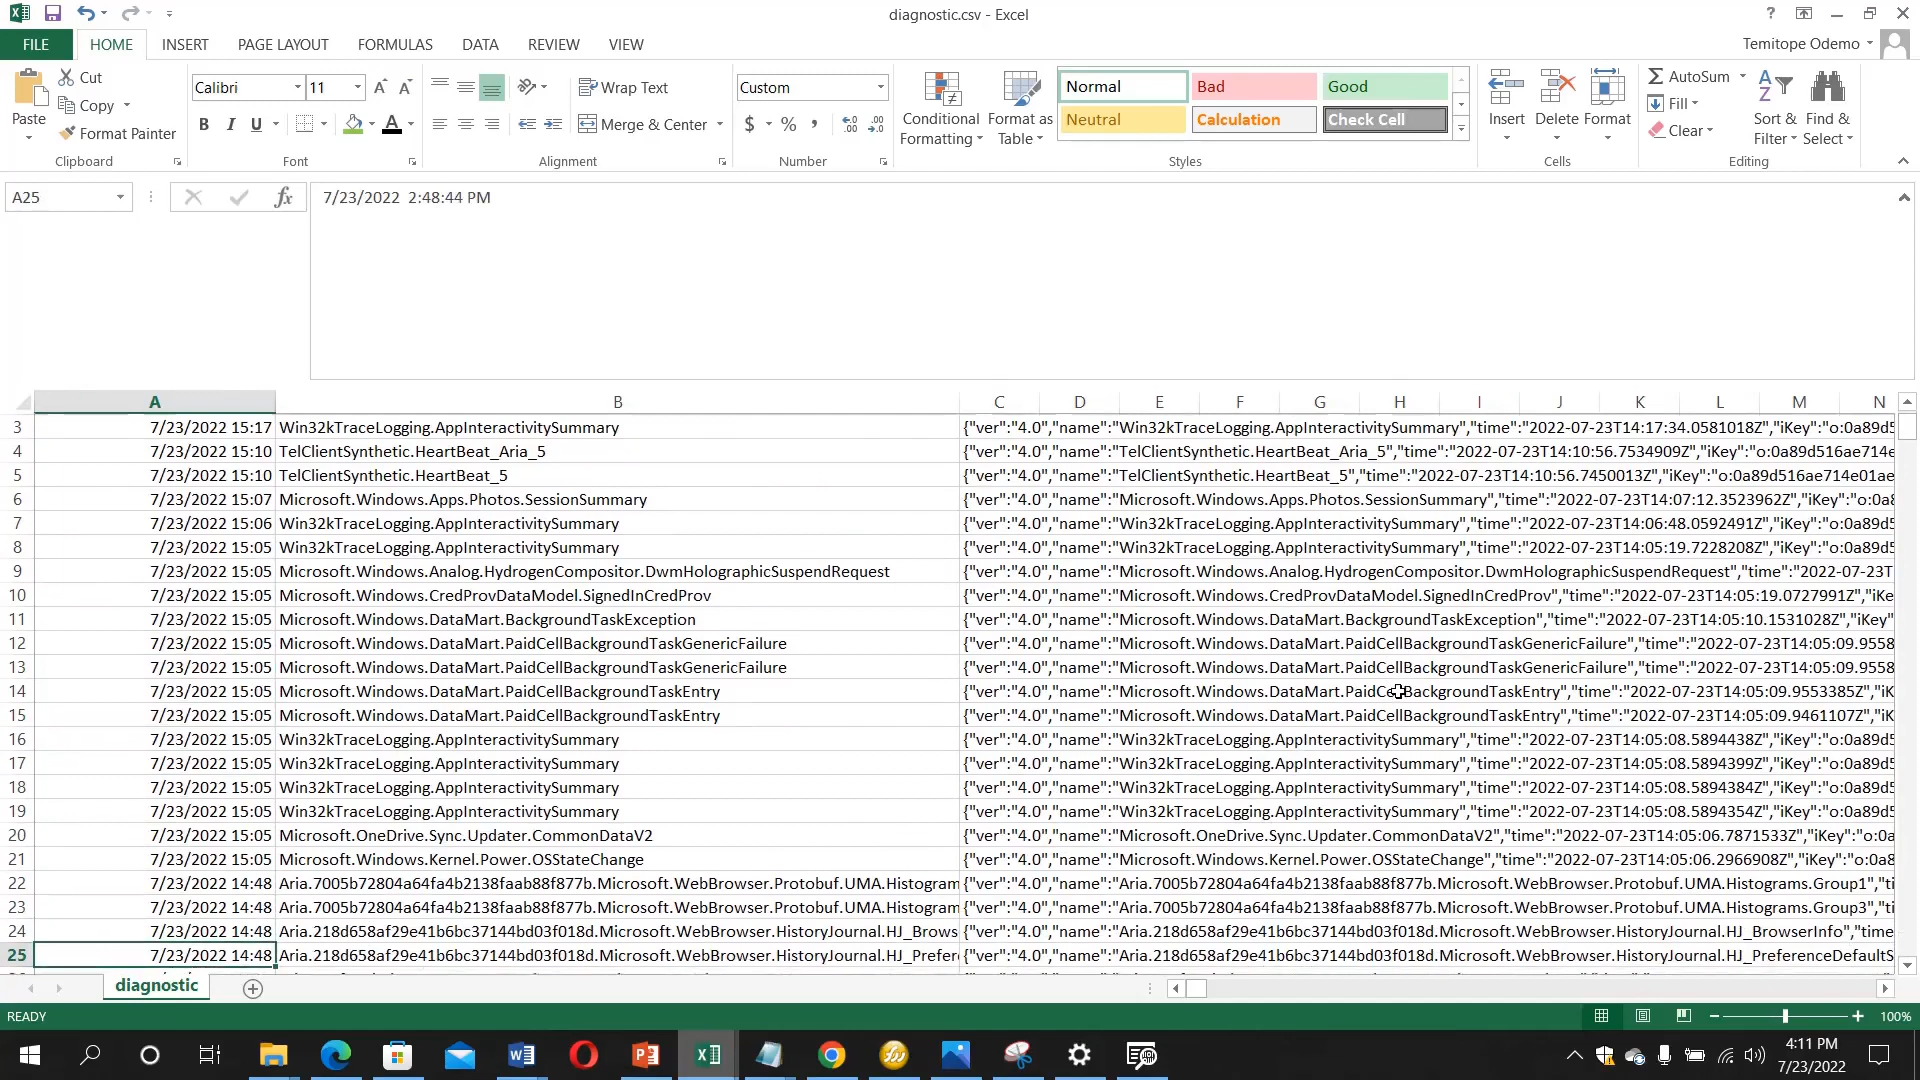 diagnostic.csv - Excel
FILE HOME INSERT PAGE LAYOUT FORMULAS DATA REVIEW VIEW
Temitope Odemo
Paste
Cut
Copy
Format Painter
Clipboard
Calibri 11
B I U
Font
Wrap Text
Merge & Center
Alignment
Custom
$ % ,
Number
Conditional Formatting
Format as Table
Normal Bad Good
Neutral Calculation Check Cell
Styles
Insert Delete Format
Cells
AutoSum
Fill
Clear
Sort & Filter
Find & Select
Editing
A25 fx 7/23/2022 2:48:44 PM
A B C D E F G H I J K L M N
3 7/23/2022 15:17 Win32kTraceLogging.AppInteractivitySummary {"ver":"4.0","name":"Win32kTraceLogging.AppInteractivitySummary","time":"2022-07-23T14:17:34.0581018Z","iKey":"o:0a89d5
4 7/23/2022 15:10 TelClientSynthetic.HeartBeat_Aria_5 {"ver":"4.0","name":"TelClientSynthetic.HeartBeat_Aria_5","time":"2022-07-23T14:10:56.7534909Z","iKey":"o:0a89d516ae714e
5 7/23/2022 15:10 TelClientSynthetic.HeartBeat_5 {"ver":"4.0","name":"TelClientSynthetic.HeartBeat_5","time":"2022-07-23T14:10:56.7450013Z","iKey":"o:0a89d516ae714e01ae
6 7/23/2022 15:07 Microsoft.Windows.Apps.Photos.SessionSummary {"ver":"4.0","name":"Microsoft.Windows.Apps.Photos.SessionSummary","time":"2022-07-23T14:07:12.3523962Z","iKey":"o:0a8
7 7/23/2022 15:06 Win32kTraceLogging.AppInteractivitySummary {"ver":"4.0","name":"Win32kTraceLogging.AppInteractivitySummary","time":"2022-07-23T14:06:48.0592491Z","iKey":"o:0a89d5
8 7/23/2022 15:05 Win32kTraceLogging.AppInteractivitySummary {"ver":"4.0","name":"Win32kTraceLogging.AppInteractivitySummary","time":"2022-07-23T14:05:19.7228208Z","iKey":"o:0a89d5
9 7/23/2022 15:05 Microsoft.Windows.Analog.HydrogenCompositor.DwmHolographicSuspendRequest {"ver":"4.0","name":"Microsoft.Windows.Analog.HydrogenCompositor.DwmHolographicSuspendRequest","time":"2022-07-23T
10 7/23/2022 15:05 Microsoft.Windows.CredProvDataModel.SignedInCredProv {"ver":"4.0","name":"Microsoft.Windows.CredProvDataModel.SignedInCredProv","time":"2022-07-23T14:05:19.0727991Z","iKe
11 7/23/2022 15:05 Microsoft.Windows.DataMart.BackgroundTaskException {"ver":"4.0","name":"Microsoft.Windows.DataMart.BackgroundTaskException","time":"2022-07-23T14:05:10.1531028Z","iKey"
12 7/23/2022 15:05 Microsoft.Windows.DataMart.PaidCellBackgroundTaskGenericFailure {"ver":"4.0","name":"Microsoft.Windows.DataMart.PaidCellBackgroundTaskGenericFailure","time":"2022-07-23T14:05:09.9558
13 7/23/2022 15:05 Microsoft.Windows.DataMart.PaidCellBackgroundTaskGenericFailure {"ver":"4.0","name":"Microsoft.Windows.DataMart.PaidCellBackgroundTaskGenericFailure","time":"2022-07-23T14:05:09.9558
14 7/23/2022 15:05 Microsoft.Windows.DataMart.PaidCellBackgroundTaskEntry {"ver":"4.0","name":"Microsoft.Windows.DataMart.PaidCellBackgroundTaskEntry","time":"2022-07-23T14:05:09.9553385Z","iK
15 7/23/2022 15:05 Microsoft.Windows.DataMart.PaidCellBackgroundTaskEntry {"ver":"4.0","name":"Microsoft.Windows.DataMart.PaidCellBackgroundTaskEntry","time":"2022-07-23T14:05:09.9461107Z","iK
16 7/23/2022 15:05 Win32kTraceLogging.AppInteractivitySummary {"ver":"4.0","name":"Win32kTraceLogging.AppInteractivitySummary","time":"2022-07-23T14:05:08.5894438Z","iKey":"o:0a89d5
17 7/23/2022 15:05 Win32kTraceLogging.AppInteractivitySummary {"ver":"4.0","name":"Win32kTraceLogging.AppInteractivitySummary","time":"2022-07-23T14:05:08.5894399Z","iKey":"o:0a89d5
18 7/23/2022 15:05 Win32kTraceLogging.AppInteractivitySummary {"ver":"4.0","name":"Win32kTraceLogging.AppInteractivitySummary","time":"2022-07-23T14:05:08.5894384Z","iKey":"o:0a89d5
19 7/23/2022 15:05 Win32kTraceLogging.AppInteractivitySummary {"ver":"4.0","name":"Win32kTraceLogging.AppInteractivitySummary","time":"2022-07-23T14:05:08.5894354Z","iKey":"o:0a89d5
20 7/23/2022 15:05 Microsoft.OneDrive.Sync.Updater.CommonDataV2 {"ver":"4.0","name":"Microsoft.OneDrive.Sync.Updater.CommonDataV2","time":"2022-07-23T14:05:06.7871533Z","iKey":"o:0a
21 7/23/2022 15:05 Microsoft.Windows.Kernel.Power.OSStateChange {"ver":"4.0","name":"Microsoft.Windows.Kernel.Power.OSStateChange","time":"2022-07-23T14:05:06.2966908Z","iKey":"o:0a8
22 7/23/2022 14:48 Aria.7005b72804a64fa4b2138faab88f877b.Microsoft.WebBrowser.Protobuf.UMA.Histogram {"ver":"4.0","name":"Aria.7005b72804a64fa4b2138faab88f877b.Microsoft.WebBrowser.Protobuf.UMA.Histograms.Group1","ti
23 7/23/2022 14:48 Aria.7005b72804a64fa4b2138faab88f877b.Microsoft.WebBrowser.Protobuf.UMA.Histogram {"ver":"4.0","name":"Aria.7005b72804a64fa4b2138faab88f877b.Microsoft.WebBrowser.Protobuf.UMA.Histograms.Group3","ti
24 7/23/2022 14:48 Aria.218d658af29e41b6bc37144bd03f018d.Microsoft.WebBrowser.HistoryJournal.HJ_Brows {"ver":"4.0","name":"Aria.218d658af29e41b6bc37144bd03f018d.Microsoft.WebBrowser.HistoryJournal.HJ_BrowserInfo","time
25 7/23/2022 14:48 Aria.218d658af29e41b6bc37144bd03f018d.Microsoft.WebBrowser.HistoryJournal.HJ_Prefer {"ver":"4.0","name":"Aria.218d658af29e41b6bc37144bd03f018d.Microsoft.WebBrowser.HistoryJournal.HJ_PreferenceDefaultS
diagnostic
READY 100%
4:11 PM
7/23/2022